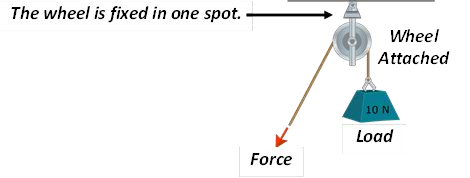 The wheel is fixed in one spot.
Wheel
Attached
10 N
Load
Force